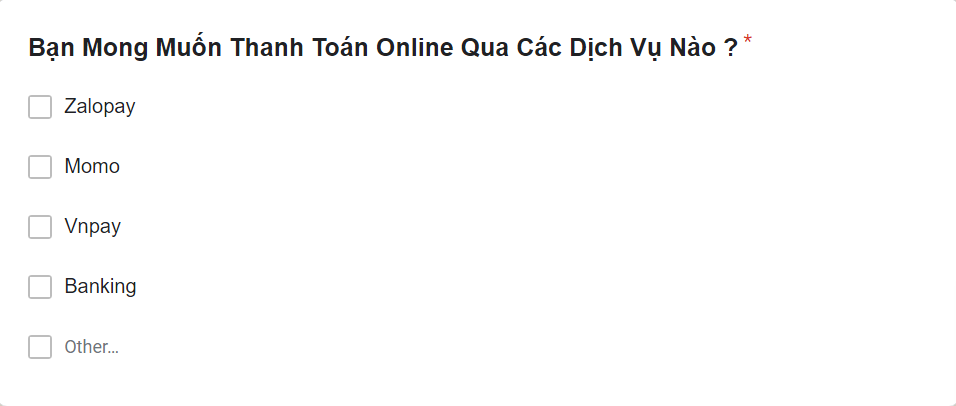 Bạn Mong Muốn Thanh Toán Online Qua Các Dịch Vụ Nào ? *
Zalopay
Momo
Vnpay
Banking
Other...